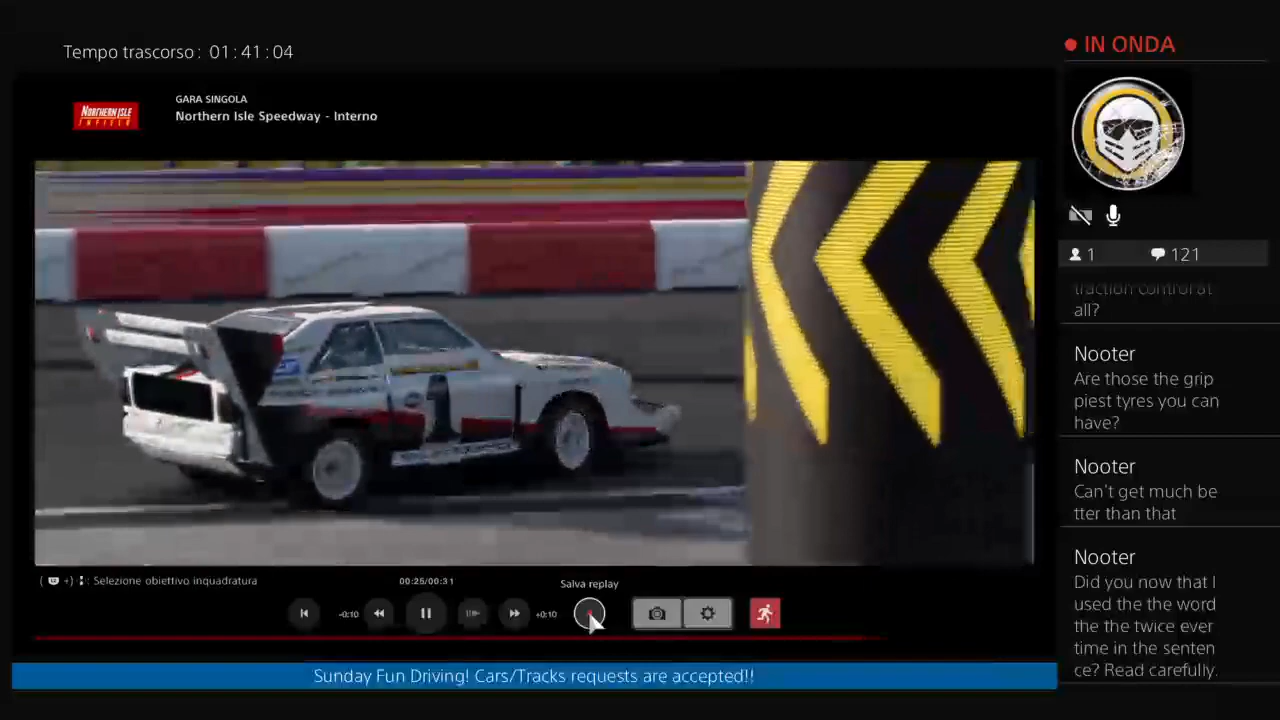 Tempo trascorso: 01:41:04
IN ONDA
GARA SINGOLA
NORTHERN ISLE
INFIELD
Northern Isle Speedway - Interno
1
121
traction control at
all?
Nooter
Are those the grip
piest tyres you can
have?
Nooter
Can't get much be
tter than that
Nooter
Did you now that I
used the the word
the the twice ever
time in the senten
ce? Read carefully.
1
Selezione obiettivo inquadratura
00:25/00:31
Salva replay
-0:10
+0:10
Sunday Fun Driving! Cars/Tracks requests are accepted!!